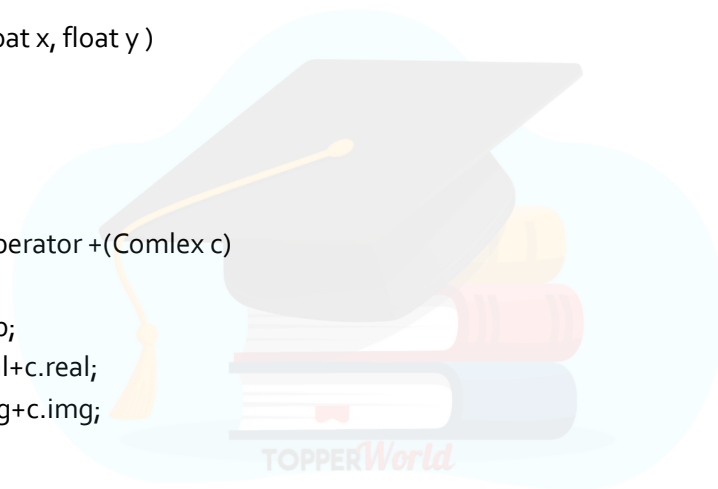 oat x, float y )
perator +(Comlex c)
p;
l+c.real;
g+c.img;
TOPPERWorld